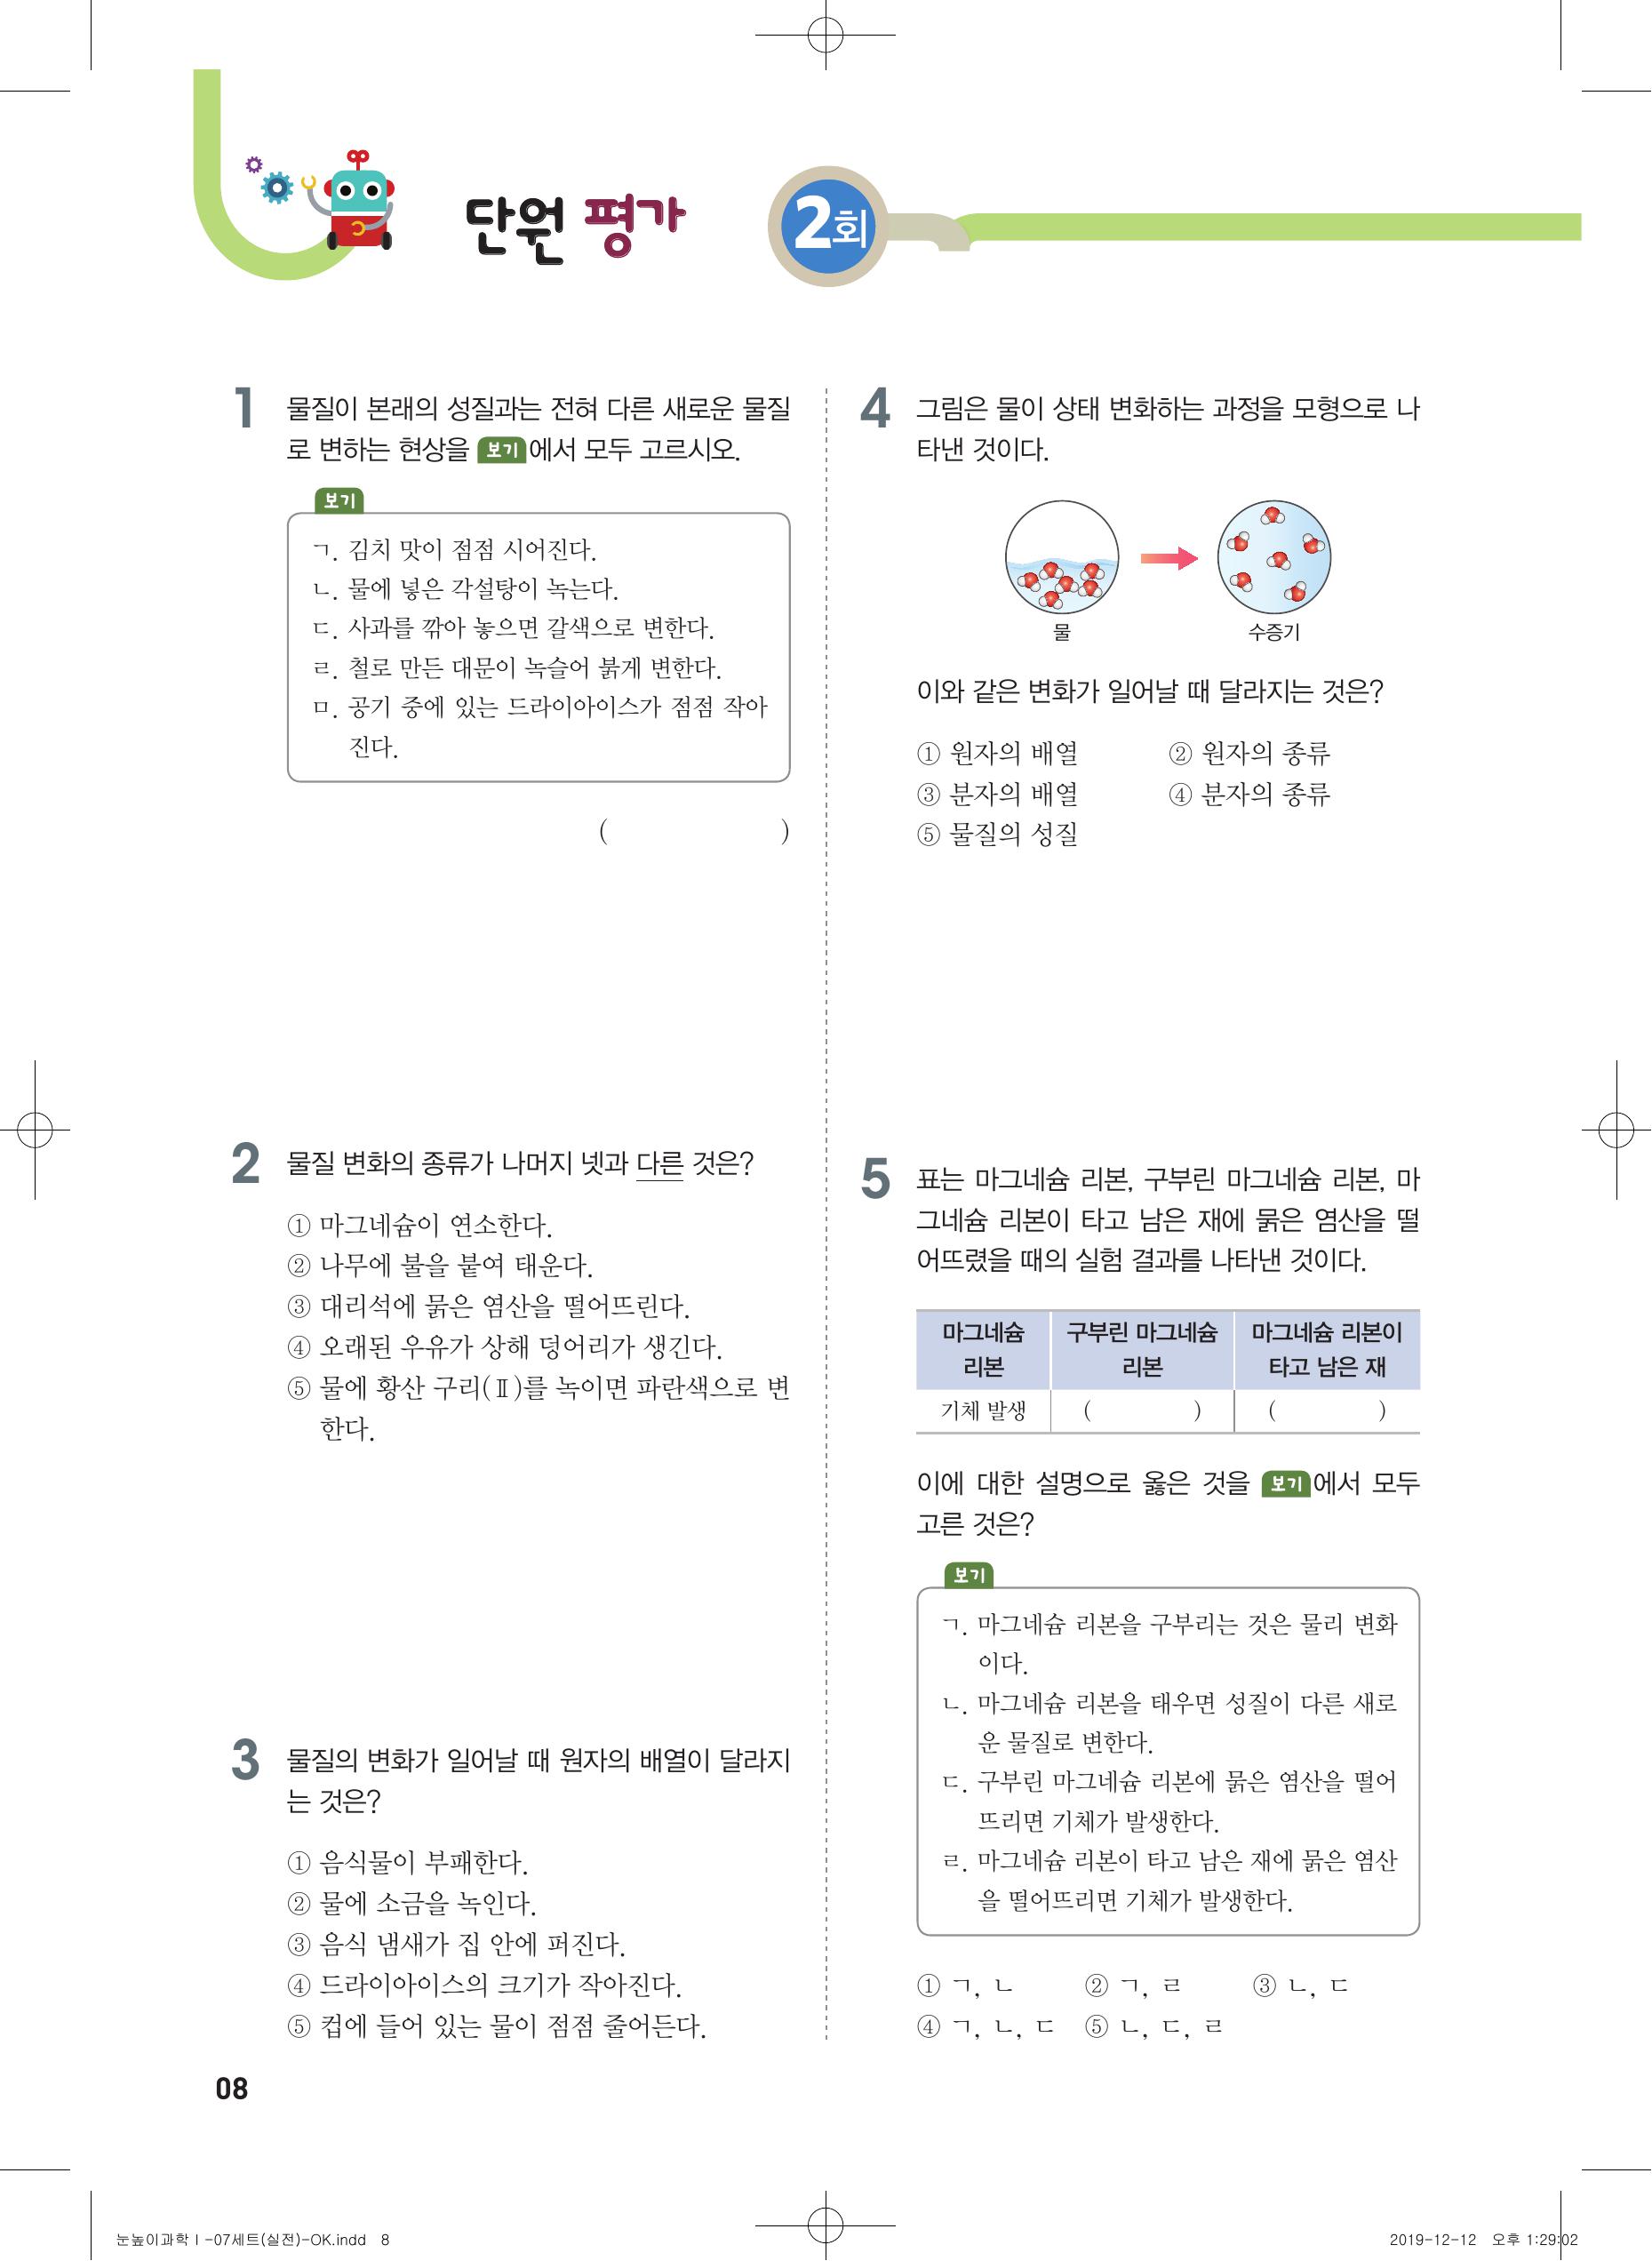 단원 평가 2회
1 물질이 본래의 성질과는 전혀 다른 새로운 물질
로 변하는 현상을 보기 에서 모두 고르시오.
보기
ㄱ. 김치 맛이 점점 시어진다.
ㄴ. 물에 넣은 각설탕이 녹는다.
ㄷ. 사과를 깎아 놓으면 갈색으로 변한다.
ㄹ. 철로 만든 대문이 녹슬어 붉게 변한다.
ㅁ. 공기 중에 있는 드라이아이스가 점점 작아
진다.
( )
2 물질 변화의 종류가 나머지 넷과 다른 것은?
① 마그네슘이 연소한다.
② 나무에 불을 붙여 태운다.
③ 대리석에 묽은 염산을 떨어뜨린다.
④ 오래된 우유가 상해 덩어리가 생긴다.
⑤ 물에 황산 구리(Ⅱ)를 녹이면 파란색으로 변
한다.
3 물질의 변화가 일어날 때 원자의 배열이 달라지
는 것은?
① 음식물이 부패한다.
② 물에 소금을 녹인다.
③ 음식 냄새가 집 안에 퍼진다.
④ 드라이아이스의 크기가 작아진다.
⑤ 컵에 들어 있는 물이 점점 줄어든다.
4 그림은 물이 상태 변화하는 과정을 모형으로 나
타낸 것이다.
물 수증기
이와 같은 변화가 일어날 때 달라지는 것은?
① 원자의 배열 ② 원자의 종류
③ 분자의 배열 ④ 분자의 종류
⑤ 물질의 성질
5 표는 마그네슘 리본, 구부린 마그네슘 리본, 마
그네슘 리본이 타고 남은 재에 묽은 염산을 떨
어뜨렸을 때의 실험 결과를 나타낸 것이다.
마그네슘 구부린 마그네슘 마그네슘 리본이
리본 리본 타고 남은 재
기체 발생 ( ) ( )
이에 대한 설명으로 옳은 것을 보기 에서 모두
고른 것은?
보기
ㄱ. 마그네슘 리본을 구부리는 것은 물리 변화
이다.
ㄴ. 마그네슘 리본을 태우면 성질이 다른 새로
운 물질로 변한다.
ㄷ. 구부린 마그네슘 리본에 묽은 염산을 떨어
뜨리면 기체가 발생한다.
ㄹ. 마그네슘 리본이 타고 남은 재에 묽은 염산
을 떨어뜨리면 기체가 발생한다.
① ㄱ, ㄴ ② ㄱ, ㄹ ③ ㄴ, ㄷ
④ ㄱ, ㄴ, ㄷ ⑤ ㄴ, ㄷ, ㄹ
08
눈높이과학Ⅰ-07세트(실전)-OK.indd 8 2019-12-12 오후 1:29:02